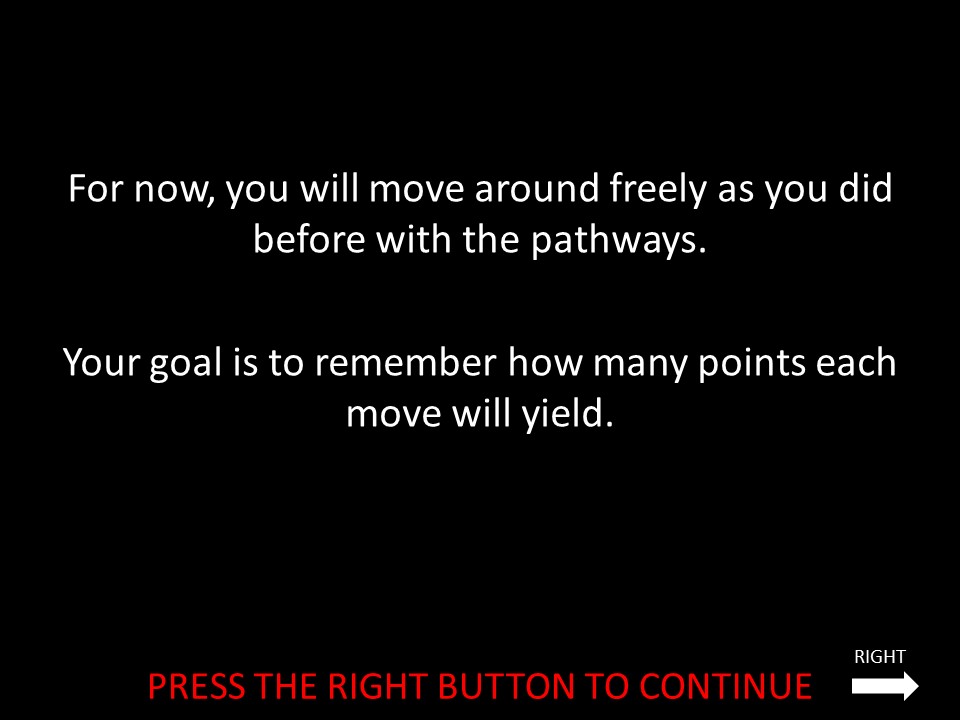 For now, you will move around freely as you did
before with the pathways.
Your goal is to remember how many points each
move will yield.
RIGHT
PRESS THE RIGHT BUTTON TO CONTINUE